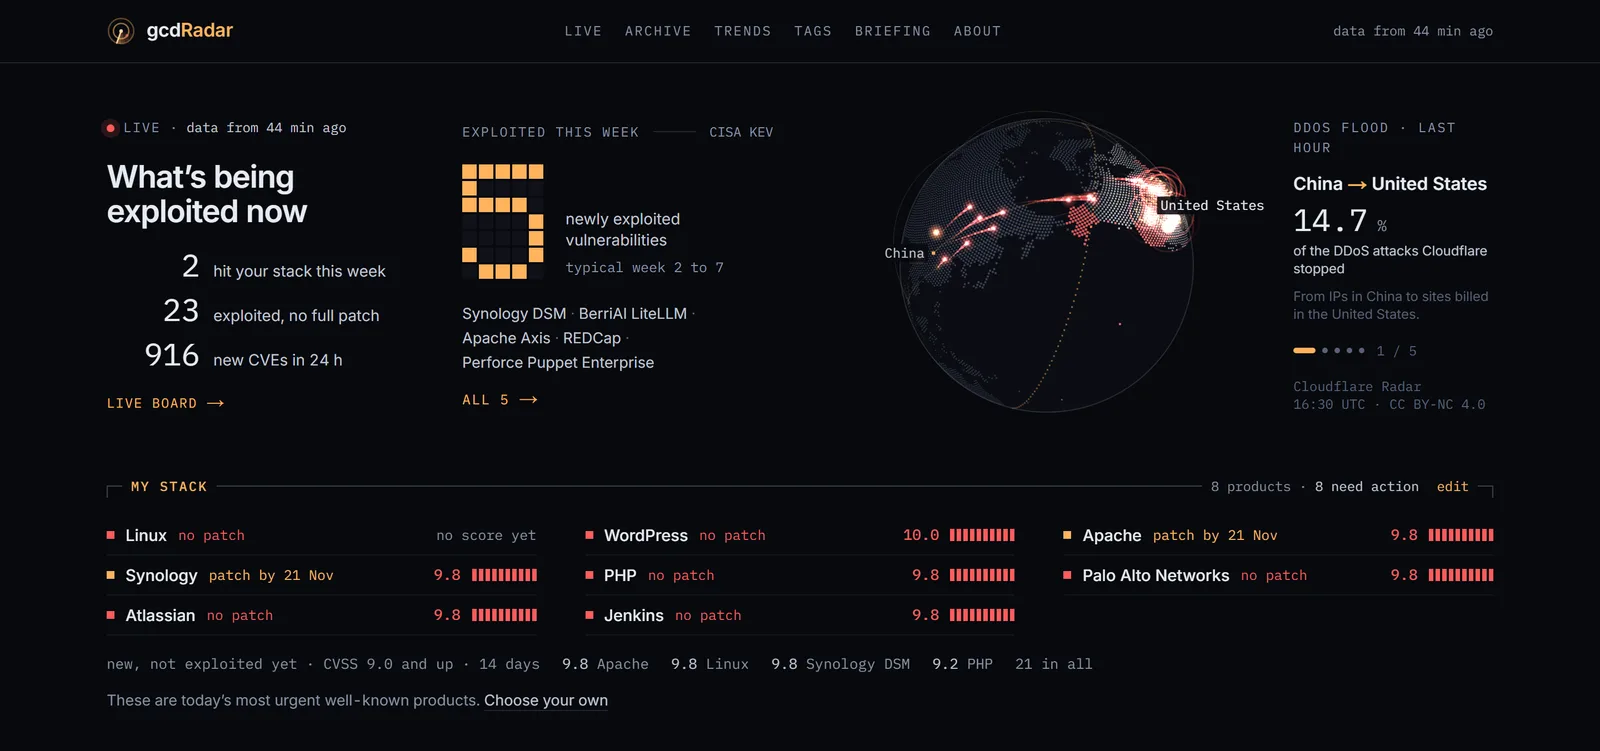 gcdRadar
LIVE ARCHIVE TRENDS TAGS BRIEFING ABOUT
data from 44 min ago
LIVE · data from 44 min ago
What’s being
exploited now
2 hit your stack this week
23 exploited, no full patch
916 new CVEs in 24 h
LIVE BOARD →
EXPLOITED THIS WEEK CISA KEV
5
newly exploited
vulnerabilities
typical week 2 to 7
Synology DSM · BerriAI LiteLLM ·
Apache Axis · REDCap ·
Perforce Puppet Enterprise
ALL 5 →
China
United States
DDOS FLOOD · LAST
HOUR
China → United States
14.7 %
of the DDoS attacks Cloudflare
stopped
From IPs in China to sites billed
in the United States.
1 / 5
Cloudflare Radar
16:30 UTC · CC BY-NC 4.0
MY STACK
8 products · 8 need action edit
Linux no patch no score yet
WordPress no patch 10.0
Apache patch by 21 Nov 9.8
Synology patch by 21 Nov 9.8
PHP no patch 9.8
Palo Alto Networks no patch 9.8
Atlassian no patch 9.8
Jenkins no patch 9.8
new, not exploited yet · CVSS 9.0 and up · 14 days 9.8 Apache 9.8 Linux 9.8 Synology DSM 9.2 PHP 21 in all
These are today’s most urgent well-known products. Choose your own